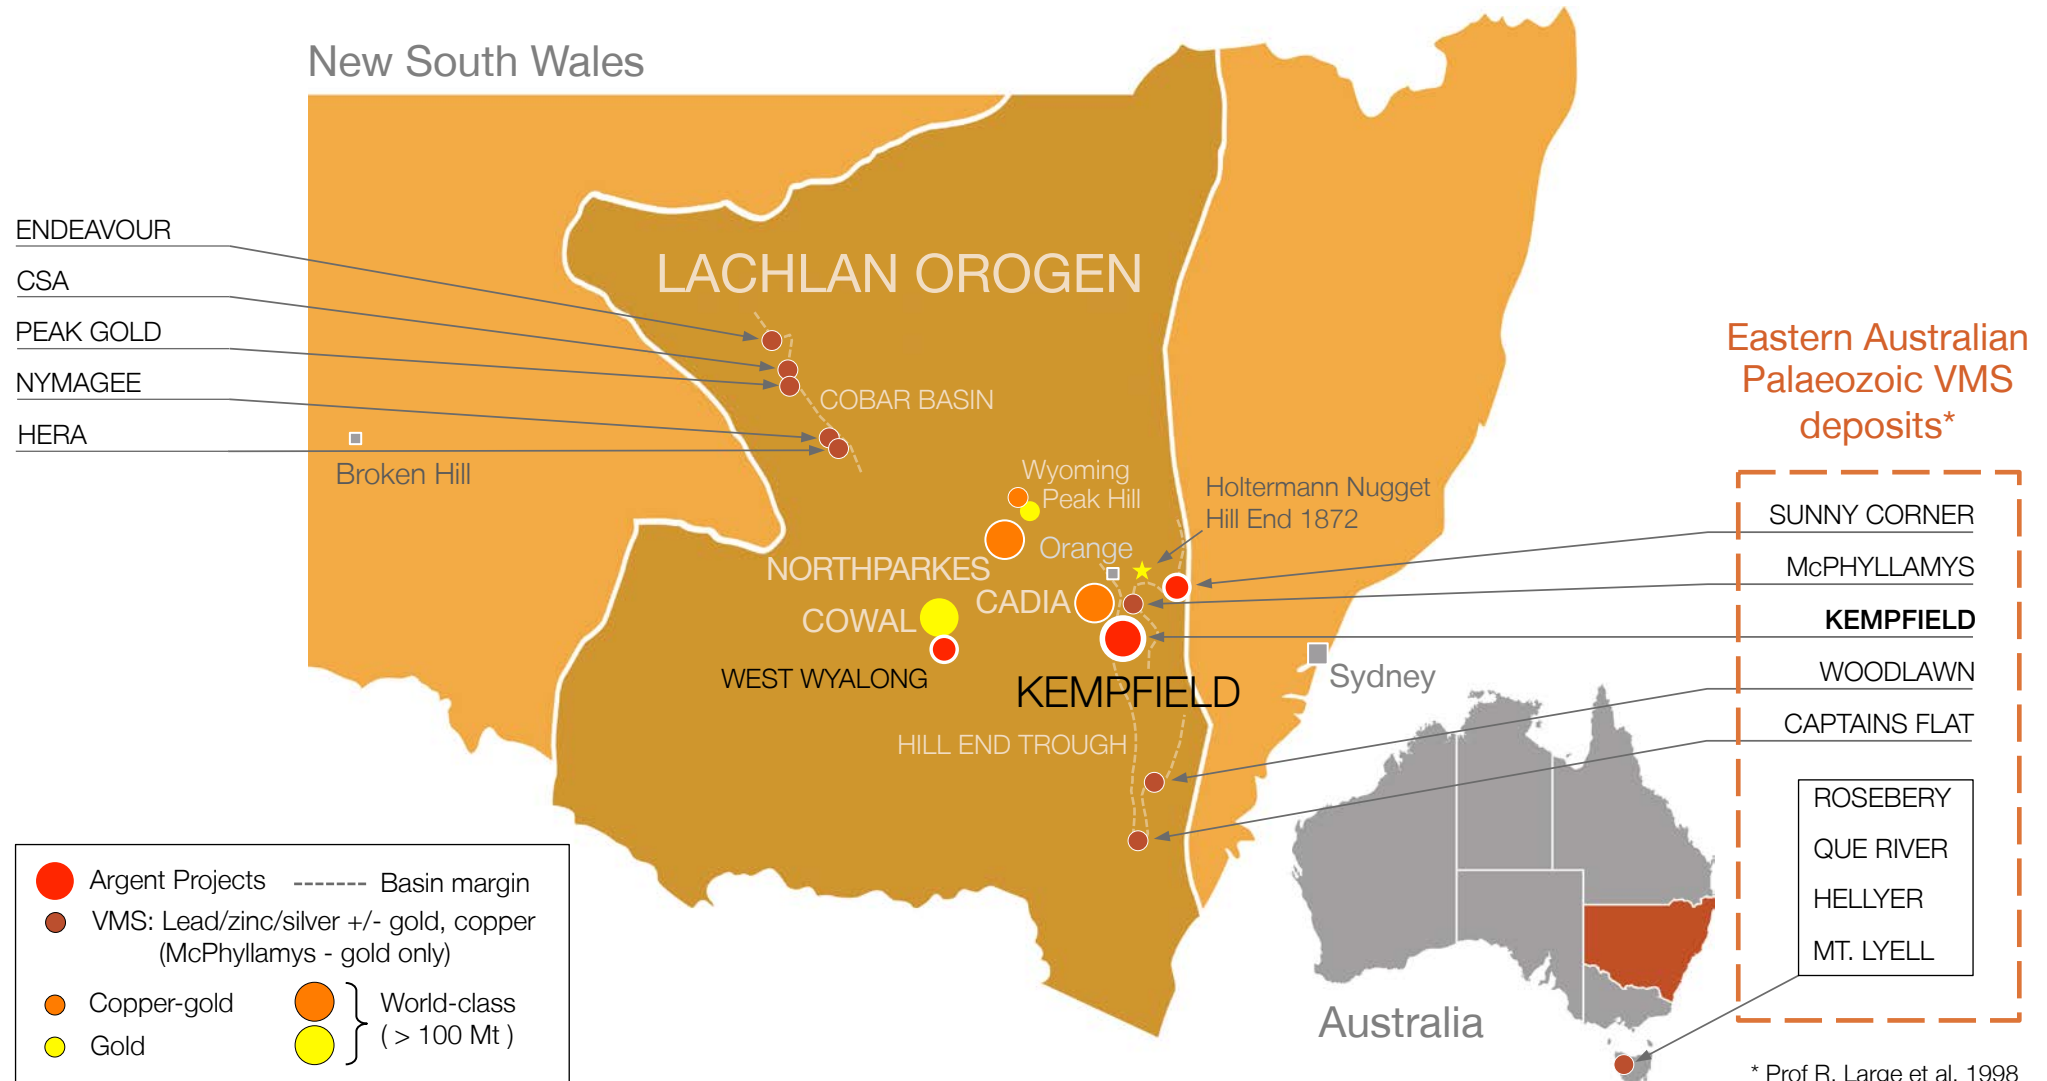 New South Wales
ENDEAVOUR
CSA
PEAK GOLD
NYMAGEE
HERA
Broken Hill
LACHLAN OROGEN
COBAR BASIN
Wyoming
Peak Hill
Holtermann Nugget
Hill End 1872
Orange
NORTHPARKES
CADIA
COWAL
WEST WYALONG
KEMPFIELD
HILL END TROUGH
Sydney
Eastern Australian
Palaeozoic VMS
deposits*
SUNNY CORNER
McPHYLLAMYS
KEMPFIELD
WOODLAWN
CAPTAINS FLAT
ROSEBERY
QUE RIVER
HELLYER
MT. LYELL
Australia
* Prof R. Large et al. 1998
Argent Projects
Basin margin
VMS: Lead/zinc/silver +/- gold, copper
(McPhyllamys - gold only)
Copper-gold
Gold
World-class
( > 100 Mt )